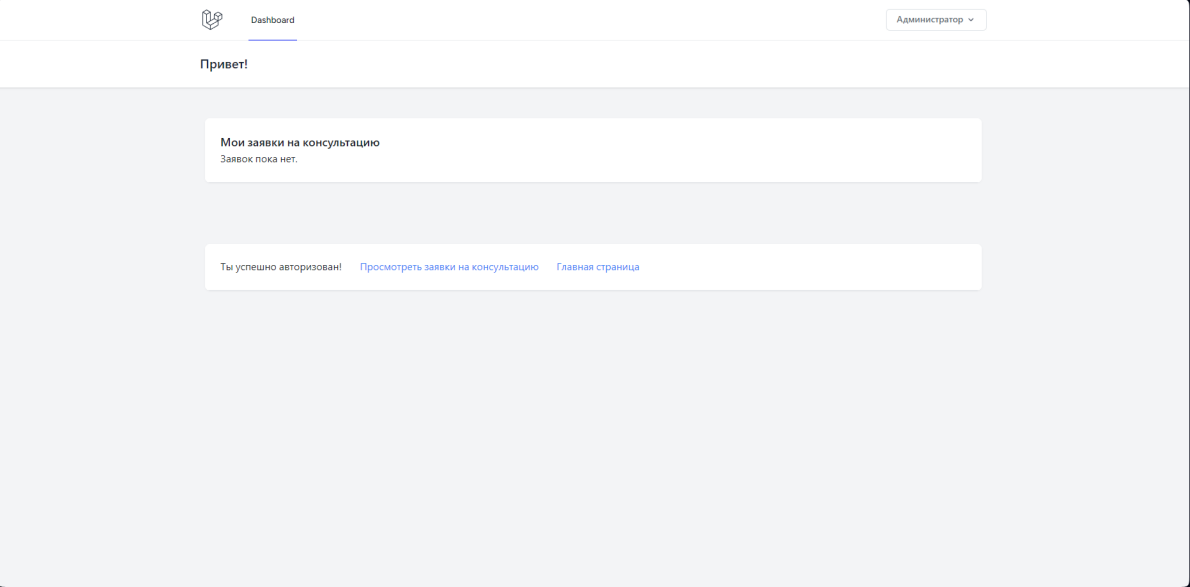 Dashboard
Администратор
Привет!
Мои заявки на консультацию
Заявок пока нет.
Ты успешно авторизован! Просмотреть заявки на консультацию Главная страница